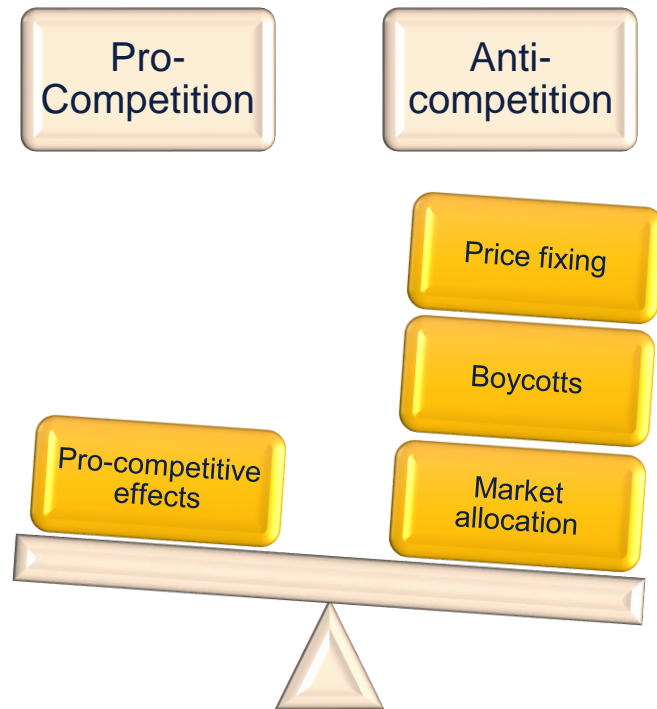 Pro-
Competition
Anti-
competition
Price fixing
Boycotts
Pro-competitive
effects
Market
allocation